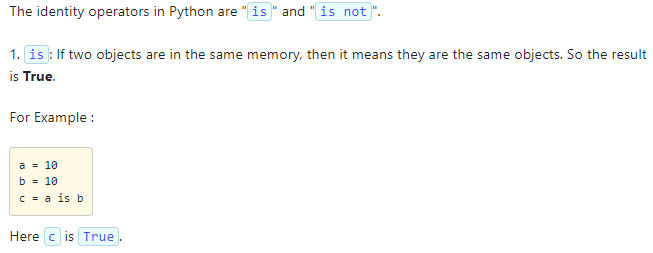 The identity operators in Python are "is" and "is not".
1. is: If two objects are in the same memory, then it means they are the same objects. So the result
is True.
For Example :
a = 10
b = 10
c = a is b
Here c is True.